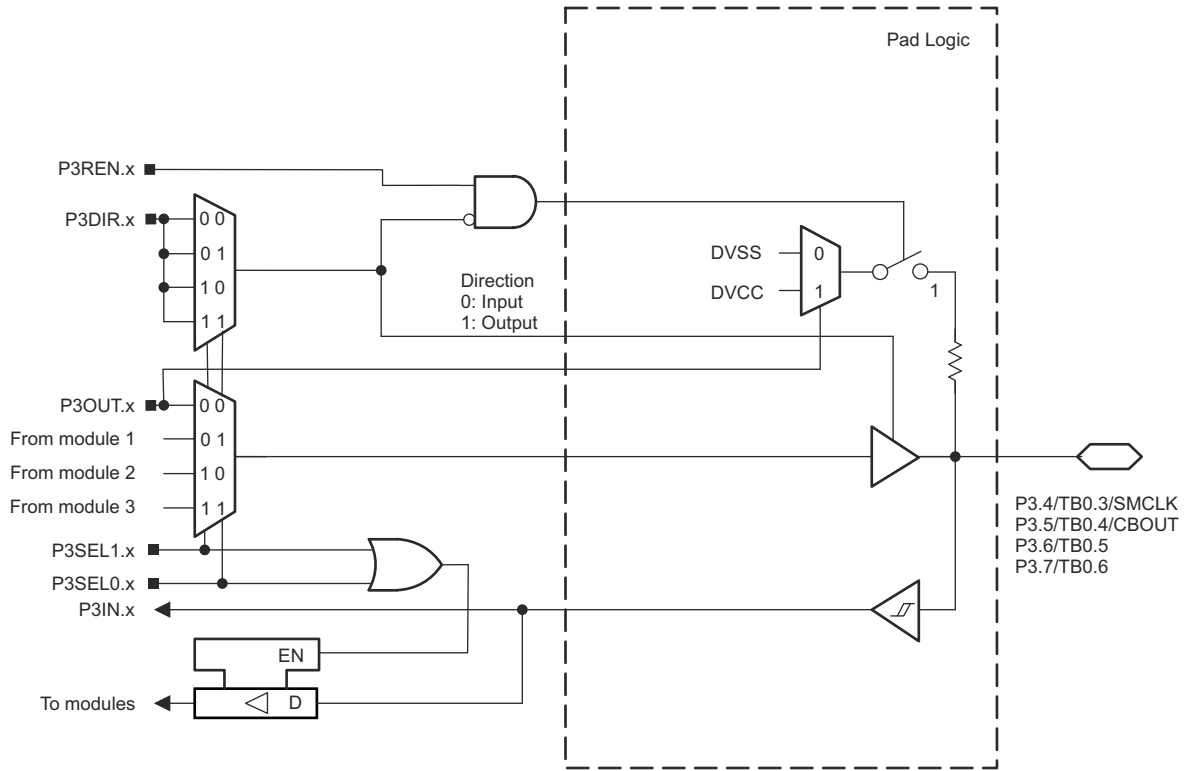 Pad Logic
P3REN.x
P3DIR.x
0 0
0 1
1 0
1 1
Direction
0: Input
1: Output
DVSS
0
DVCC
1
1
P3OUT.x
0 0
From module 1
0 1
From module 2
1 0
From module 3
1 1
P3.4/TB0.3/SMCLK
P3.5/TB0.4/CBOUT
P3.6/TB0.5
P3.7/TB0.6
P3SEL1.x
P3SEL0.x
P3IN.x
EN
To modules
D